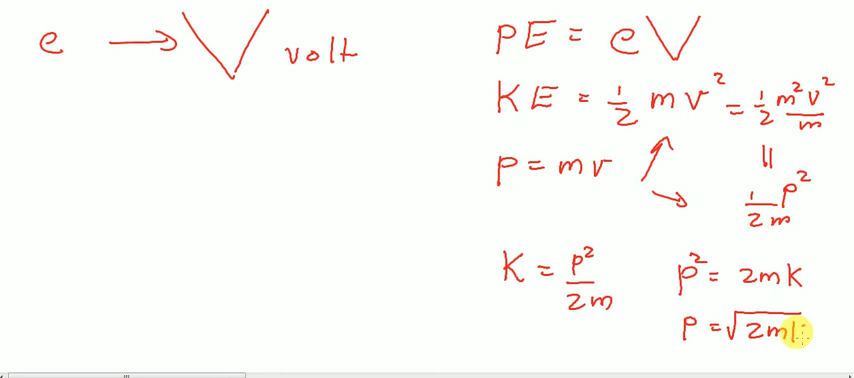 e → V volt
PE = eV
KE = 1/2 mv² = 1/2 m²v²/m
p = mv
||
1/2m p²
K = p²/2m
p² = 2mK
p = √2m